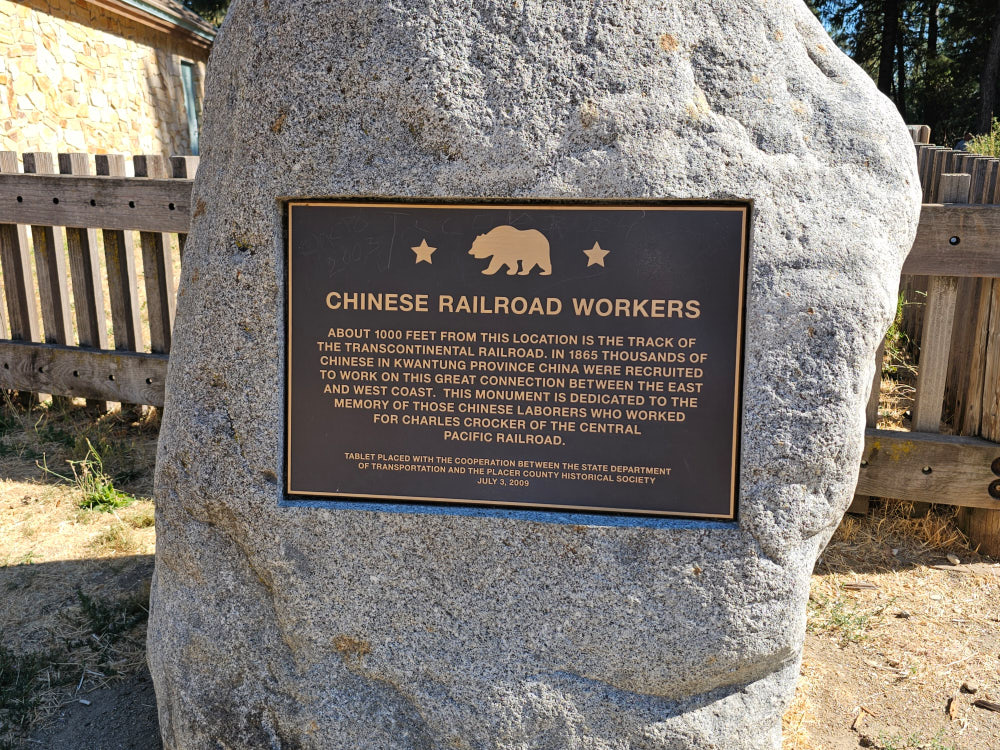 CHINESE RAILROAD WORKERS
ABOUT 1000 FEET FROM THIS LOCATION IS THE TRACK OF
THE TRANSCONTINENTAL RAILROAD. IN 1865 THOUSANDS OF
CHINESE IN KWANTUNG PROVINCE CHINA WERE RECRUITED
TO WORK ON THIS GREAT CONNECTION BETWEEN THE EAST
AND WEST COAST. THIS MONUMENT IS DEDICATED TO THE
MEMORY OF THOSE CHINESE LABORERS WHO WORKED
FOR CHARLES CROCKER OF THE CENTRAL
PACIFIC RAILROAD.
TABLET PLACED WITH THE COOPERATION BETWEEN THE STATE DEPARTMENT
OF TRANSPORTATION AND THE PLACER COUNTY HISTORICAL SOCIETY
JULY 3, 2009